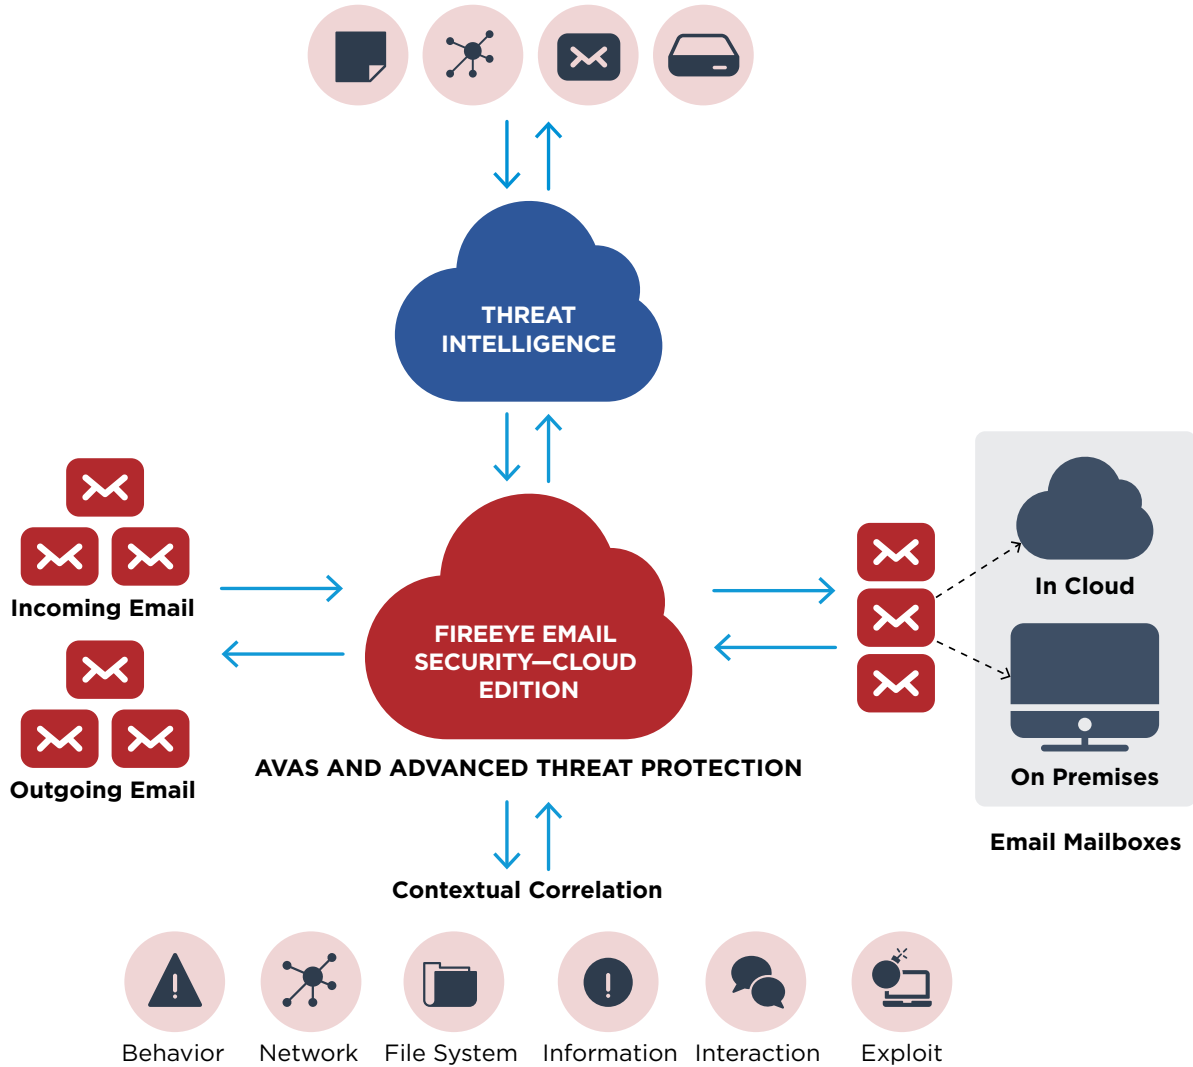 THREAT
INTELLIGENCE
Incoming Email
Outgoing Email
FIREEYE EMAIL
SECURITY—CLOUD
EDITION
AVAS AND ADVANCED THREAT PROTECTION
In Cloud
On Premises
Email Mailboxes
Contextual Correlation
Behavior
Network
File System
Information
Interaction
Exploit